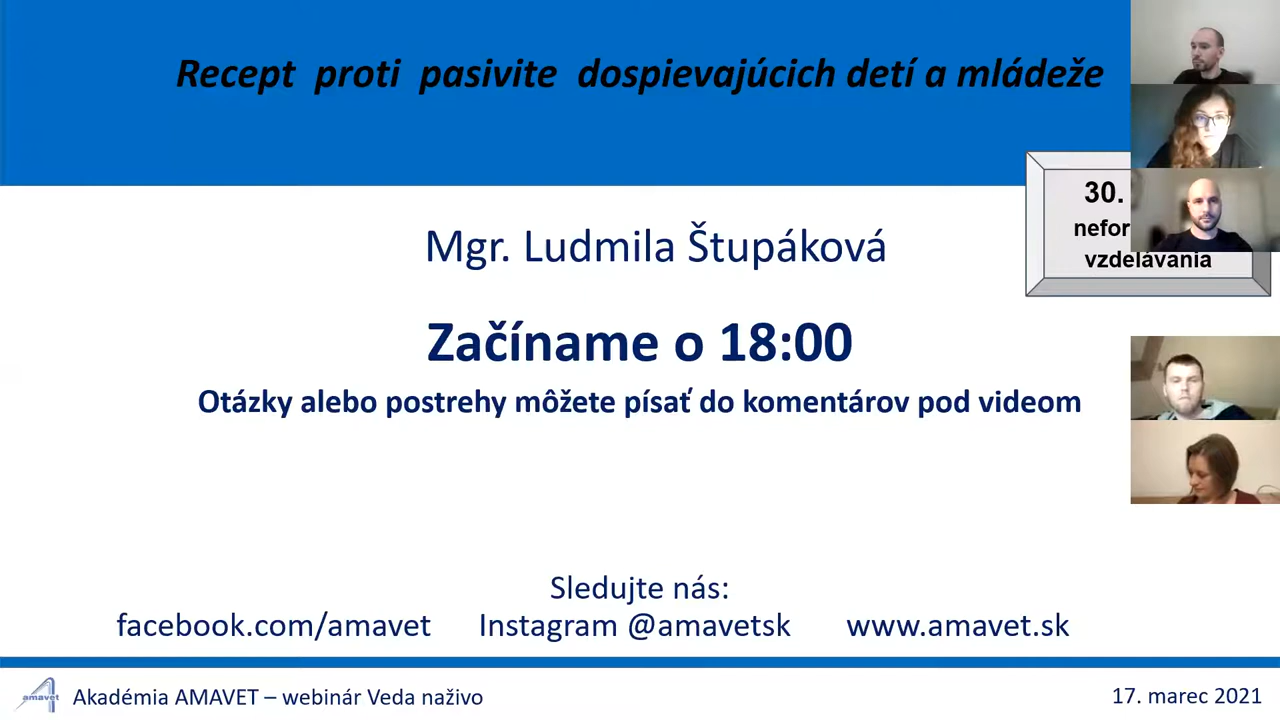 Recept proti pasivite dospievajúcich detí a mládeže
30.
vzdelávania
Mgr. Ludmila Štupáková
Začíname o 18:00
Otázky alebo postrehy môžete písať do komentárov pod videom
Sledujte nás:
facebook.com/amavet Instagram @amavetsk www.amavet.sk
amavet
Akadémia AMAVET – webinár Veda naživo
17. marec 2021